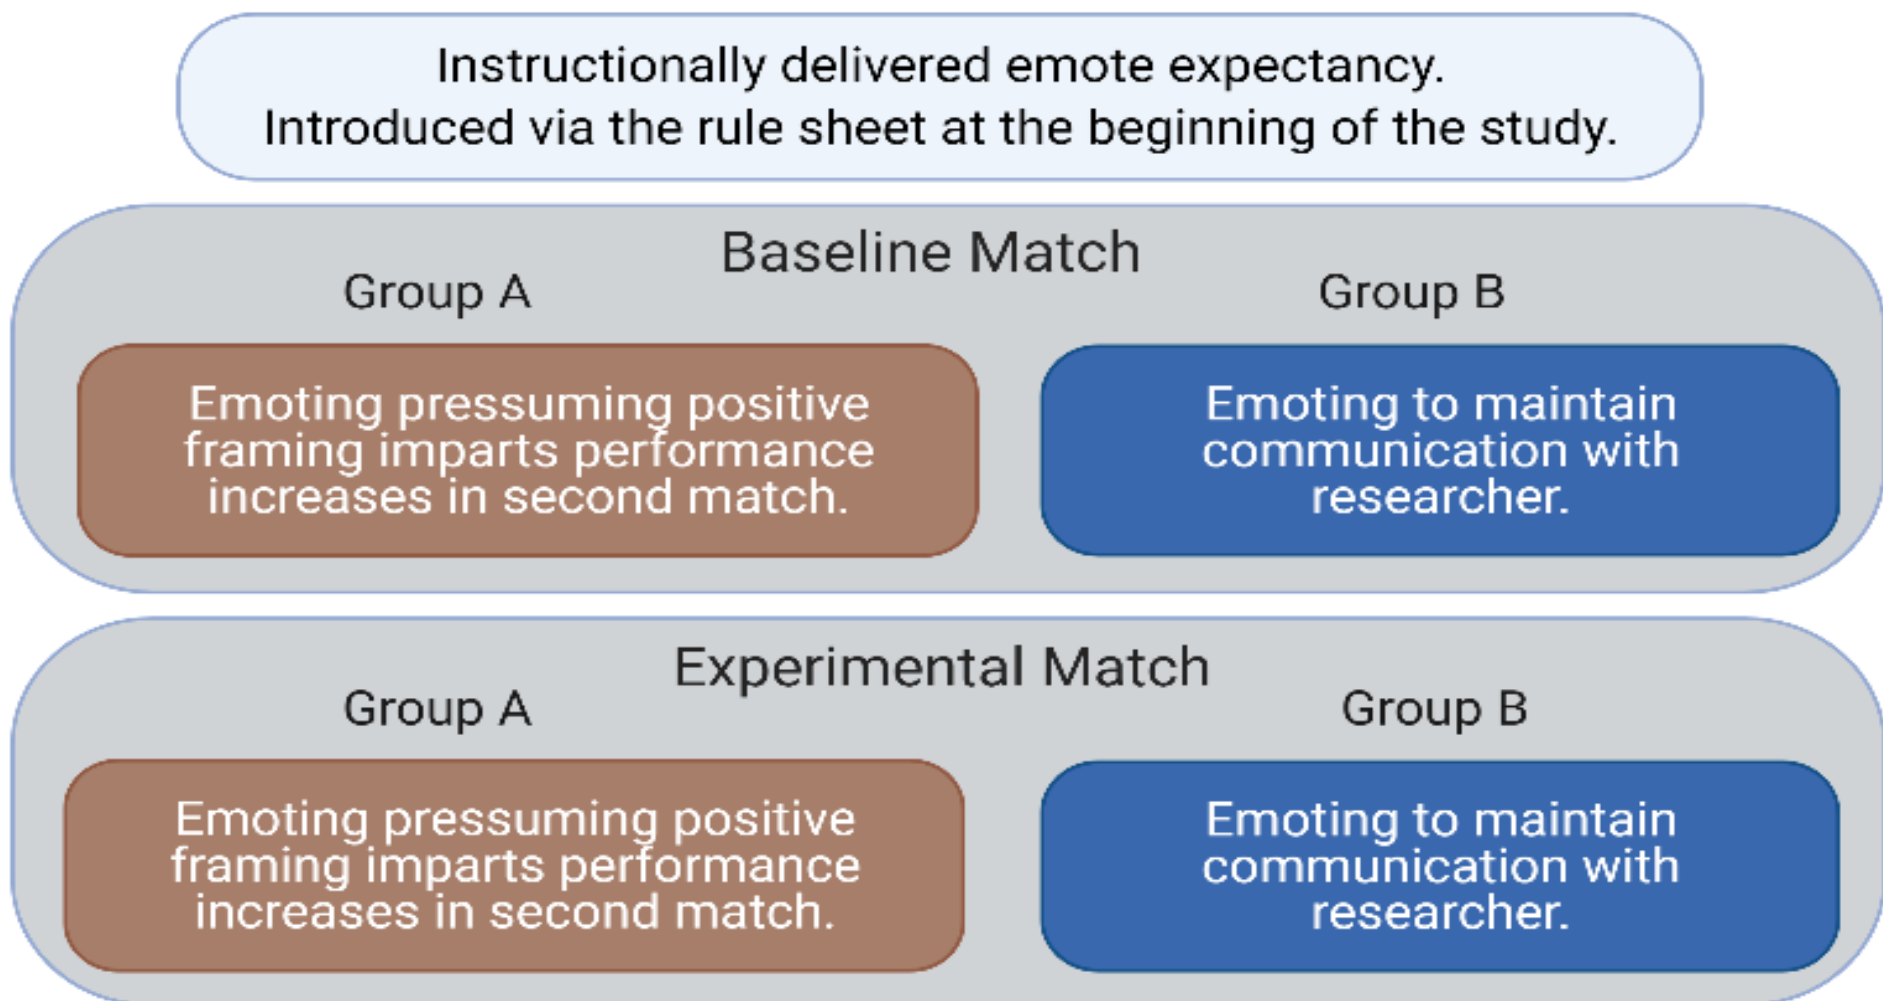 Instructionally delivered emote expectancy.
Introduced via the rule sheet at the beginning of the study.
Baseline Match
Group A
Group B
Emoting pressuming positive
framing imparts performance
increases in second match.
Emoting to maintain
communication with
researcher.
Experimental Match
Group A
Group B
Emoting pressuming positive
framing imparts performance
increases in second match.
Emoting to maintain
communication with
researcher.